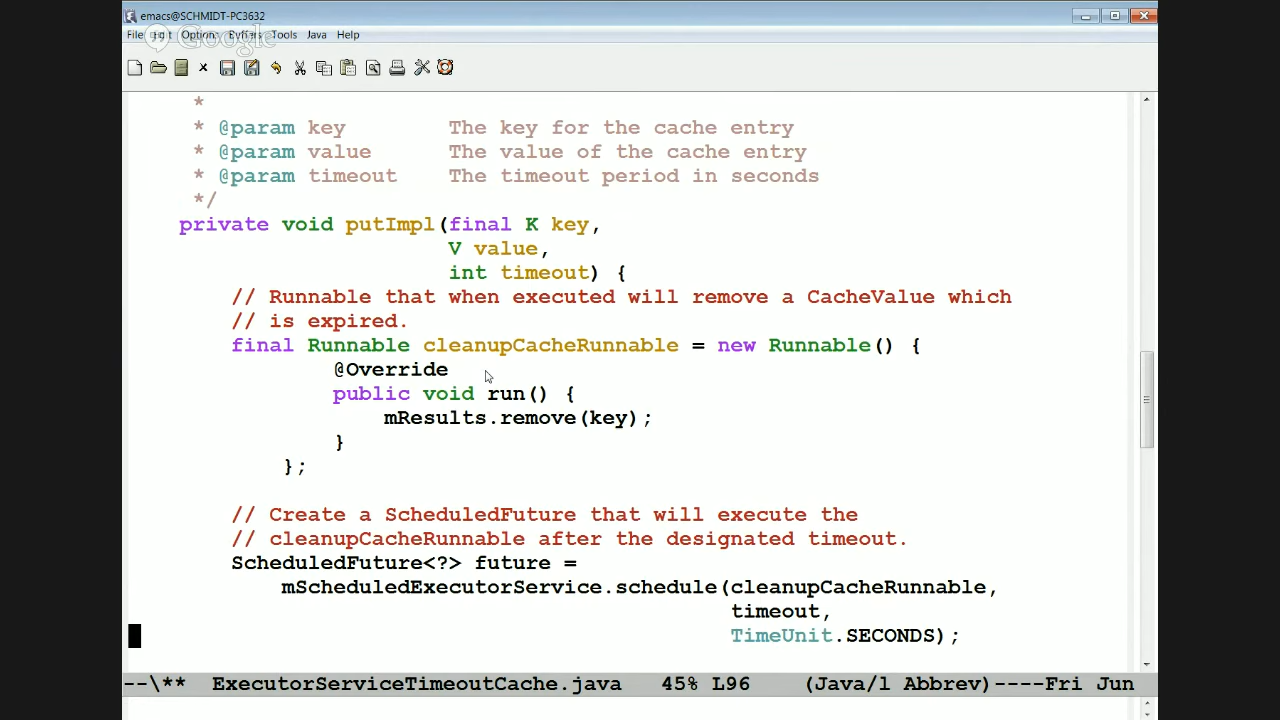 emacs@SCHMIDT-PC3632
File Edit Options Buffers Tools Java Help
Google
*
* @param key The key for the cache entry
* @param value The value of the cache entry
* @param timeout The timeout period in seconds
*/
private void putImpl(final K key,
V value,
int timeout) {
// Runnable that when executed will remove a CacheValue which
// is expired.
final Runnable cleanupCacheRunnable = new Runnable() {
@Override
public void run() {
mResults.remove(key);
}
};
// Create a ScheduledFuture that will execute the
// cleanupCacheRunnable after the designated timeout.
ScheduledFuture<?> future =
mScheduledExecutorService.schedule(cleanupCacheRunnable,
timeout,
TimeUnit.SECONDS);
--\** ExecutorServiceTimeoutCache.java 45% L96 (Java/l Abbrev)----Fri Jun